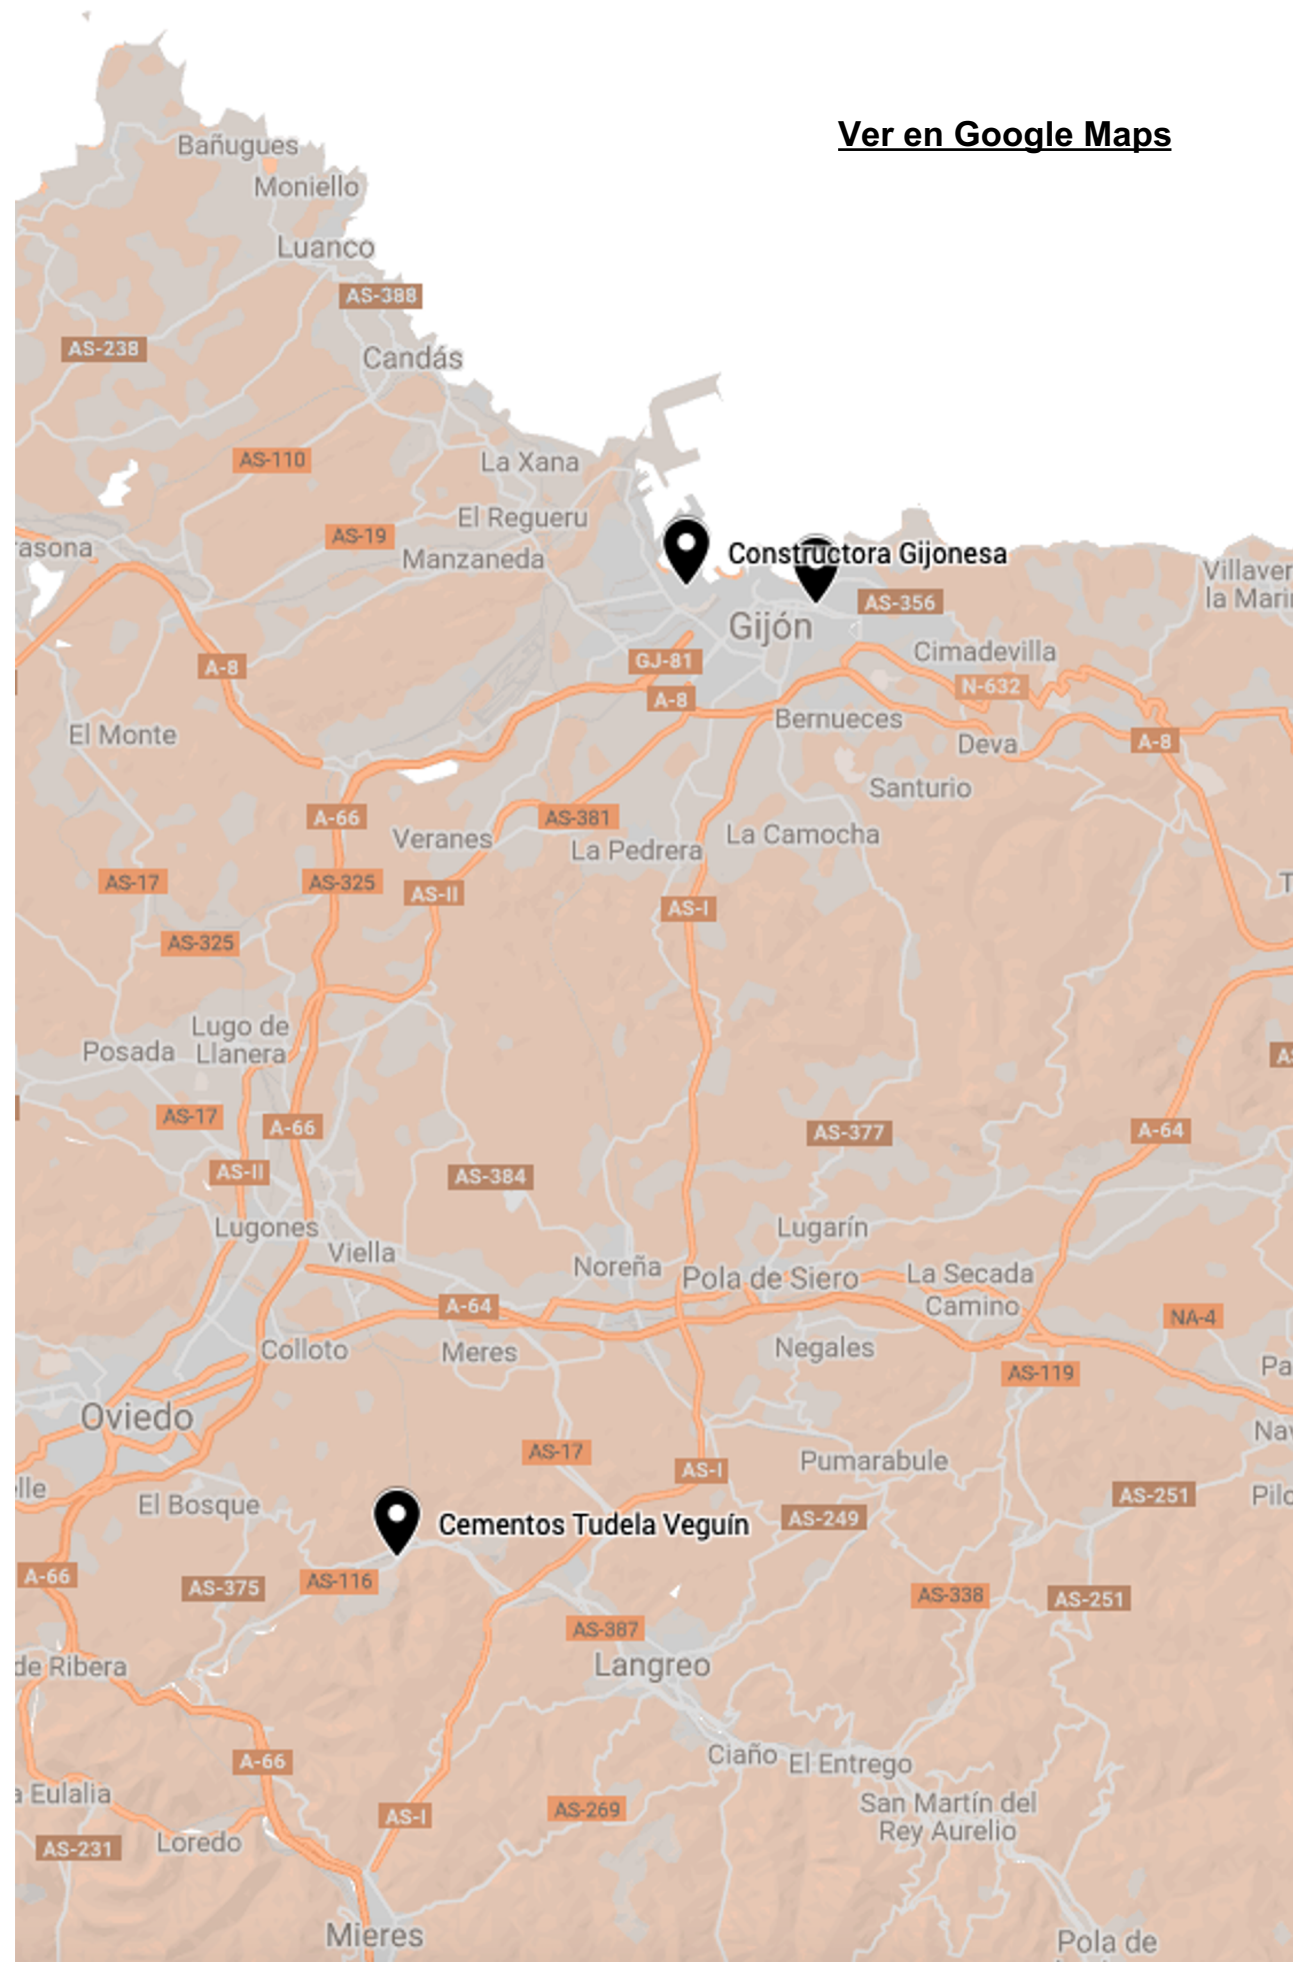 Ver en Google Maps
Bañugues
Moniello
Luanco
AS-388
AS-238
Candás
AS-110
La Xana
El Regueru
AS-19
rasona
Manzaneda
Constructora Gijonesa
Villaver
la Mari
AS-356
Gijón
Cimadevilla
GJ-81
A-8
N-632
A-8
Bernueces
El Monte
Deva
A-8
Santurio
A-66
AS-381
Veranes
La Camocha
La Pedrera
AS-17
AS-325
AS-II
T
AS-I
AS-325
Lugo de
Llanera
Posada
AS-17
A-66
AS-377
A-64
AS-II
AS-384
Lugones
Lugarín
Viella
Noreña
Pola de Siero
La Secada
Camino
A-64
NA-4
Colloto
Meres
Negales
Pa
AS-119
Oviedo
Nav
AS-17
Pumarabule
AS-I
lle
El Bosque
AS-251
Pilo
Cementos Tudela Veguín
AS-249
A-66
AS-375
AS-116
AS-338
AS-251
AS-387
de Ribera
Langreo
A-66
Ciaño
El Entrego
a Eulalia
AS-I
AS-269
San Martín del
Rey Aurelio
AS-231
Loredo
Mieres
Pola de